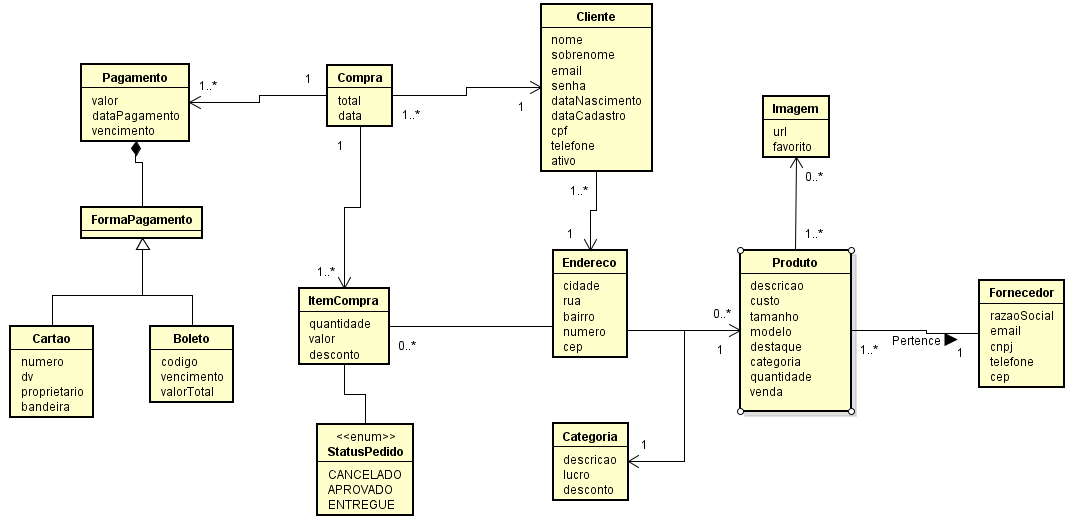 Cliente
nome
sobrenome
email
senha
dataNascimento
dataCadastro
cpf
telefone
ativo
Pagamento
valor
dataPagamento
vencimento
1..*
1
Compra
total
data
1..*
1
1
Imagem
url
favorito
0..*
1..*
FormaPagamento
1..*
1
1..*
ItemCompra
quantidade
valor
desconto
0..*
Endereco
cidade
rua
bairro
numero
cep
0..*
1
Produto
descricao
custo
tamanho
modelo
destaque
categoria
quantidade
venda
1..*
Pertence
1
Fornecedor
razaoSocial
email
cnpj
telefone
cep
Cartao
numero
dv
proprietario
bandeira
Boleto
codigo
vencimento
valorTotal
<<enum>>
StatusPedido
CANCELADO
APROVADO
ENTREGUE
Categoria
descricao
lucro
desconto
1